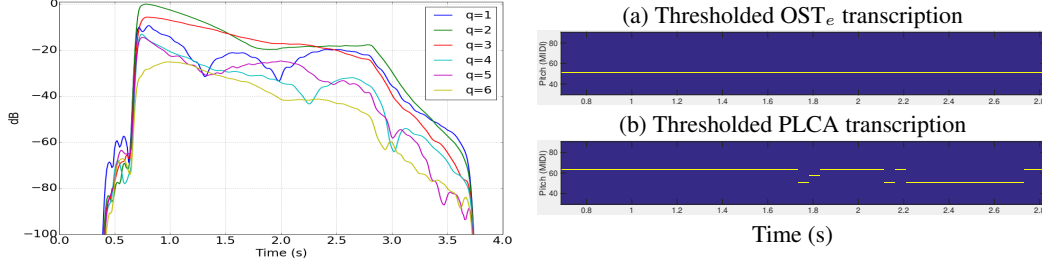 0
−20
−40
−60
−80
−100
dB
0.0 0.5 1.0 1.5 2.0 2.5 3.0 3.5 4.0
Time (s)
q=1
q=2
q=3
q=4
q=5
q=6
(a) Thresholded OSTe transcription
Pitch (MIDI)
80
60
40
0.8 1 1.2 1.4 1.6 1.8 2 2.2 2.4 2.6 2.8
(b) Thresholded PLCA transcription
Pitch (MIDI)
80
60
40
0.8 1 1.2 1.4 1.6 1.8 2 2.2 2.4 2.6 2.8
Time (s)